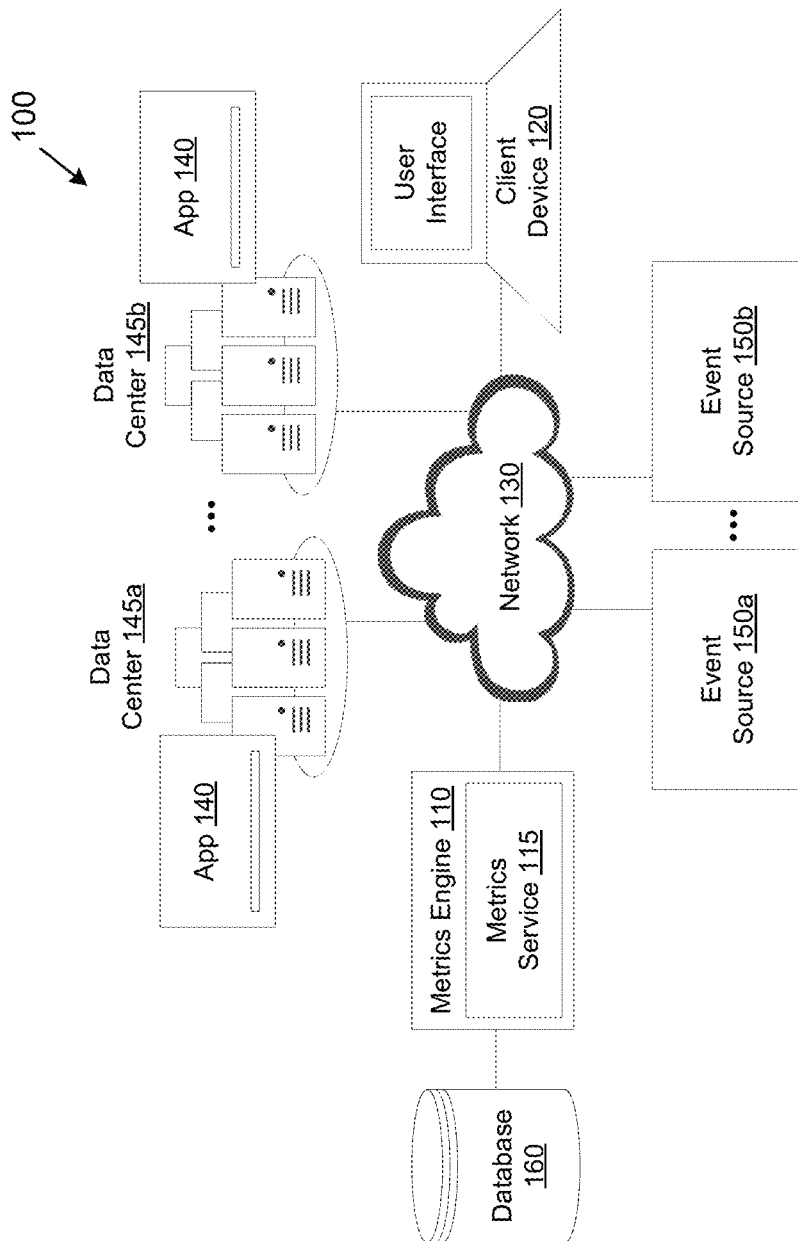 100
Data
Center 145a
•••
Data
Center 145b
App 140
App 140
Network 130
User
Interface
Client
Device 120
Database
160
Metrics Engine 110
Metrics
Service 115
Event
Source 150a
•••
Event
Source 150b